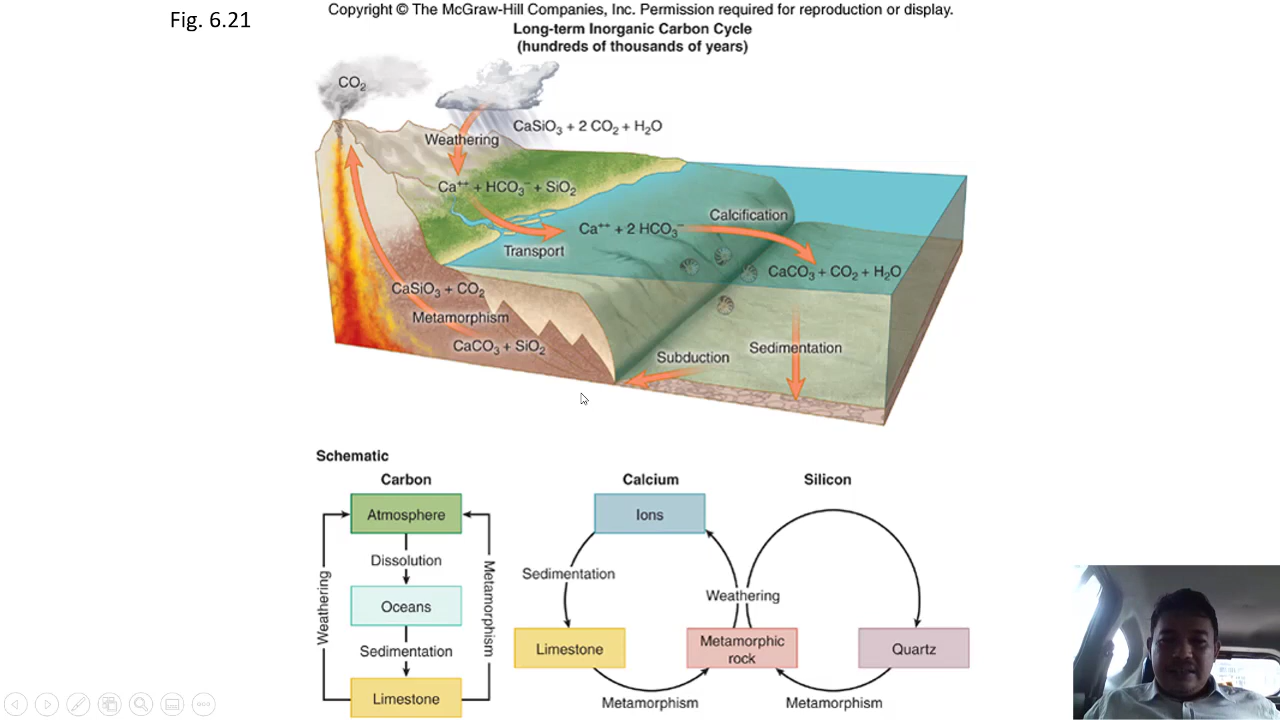 Copyright © The McGraw-Hill Companies, Inc. Permission required for reproduction or display.
Fig. 6.21
Long-term Inorganic Carbon Cycle
(hundreds of thousands of years)
CO₂
CaSiO₃ + 2 CO₂ + H₂O
Weathering
Ca⁺⁺ + HCO₃⁻ + SiO₂
Calcification
Ca⁺⁺ + 2 HCO₃⁻
Transport
CaCO₃ + CO₂ + H₂O
CaSiO₃ + CO₂
Metamorphism
CaCO₃ + SiO₂
Sedimentation
Subduction
Schematic
Carbon
Atmosphere
Dissolution
Oceans
Sedimentation
Limestone
Weathering
Metamorphism
Calcium
Silicon
Ions
Sedimentation
Weathering
Limestone
Metamorphic
rock
Quartz
Metamorphism
Metamorphism